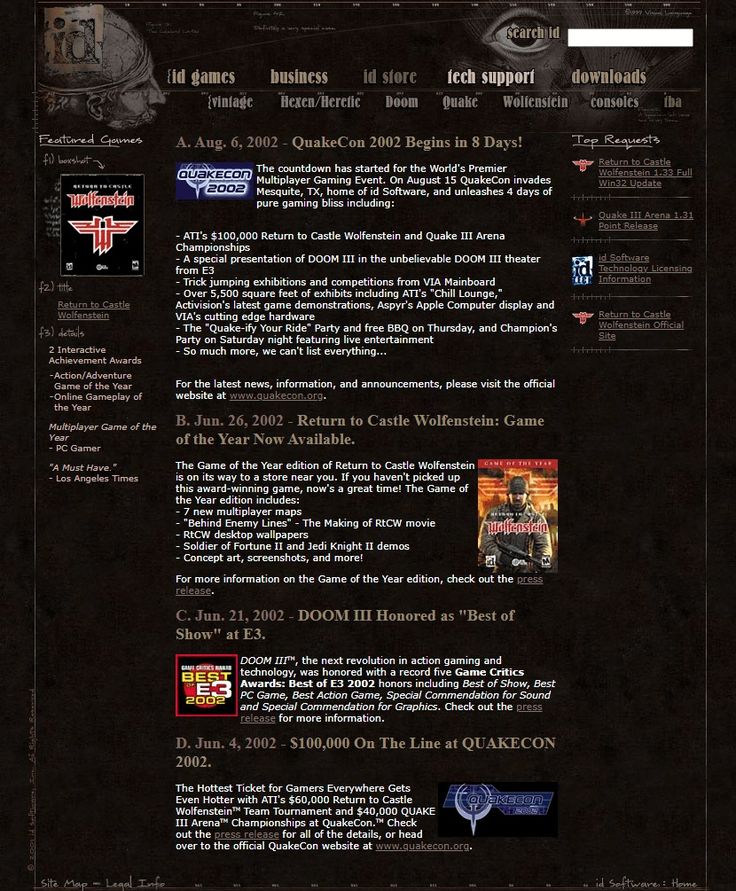 ©1999 Visual Language
id
search id
{id games
business
id store
tech support
downloads
{vintage
Hexen/Heretic
Doom
Quake
Wolfenstein
consoles
fba
Featured Games
f1) boxshot
RETURN TO CASTLE
Wolfenstein
f2) title
Return to Castle
Wolfenstein
f3) details
2 Interactive
Achievement Awards
-Action/Adventure
Game of the Year
-Online Gameplay of
the Year
Multiplayer Game of the
Year
- PC Gamer
"A Must Have."
- Los Angeles Times
A. Aug. 6, 2002 - QuakeCon 2002 Begins in 8 Days!
QUAKECON
2002
The countdown has started for the World's Premier
Multiplayer Gaming Event. On August 15 QuakeCon invades
Mesquite, TX, home of id Software, and unleashes 4 days of
pure gaming bliss including:
- ATI's $100,000 Return to Castle Wolfenstein and Quake III Arena
Championships
- A special presentation of DOOM III in the unbelievable DOOM III theater
from E3
- Trick jumping exhibitions and competitions from VIA Mainboard
- Over 5,500 square feet of exhibits including ATI's "Chill Lounge,"
Activision's latest game demonstrations, Aspyr's Apple Computer display and
VIA's cutting edge hardware
- The "Quake-ify Your Ride" Party and free BBQ on Thursday, and Champion's
Party on Saturday night featuring live entertainment
- So much more, we can't list everything...
For the latest news, information, and announcements, please visit the official
website at www.quakecon.org.
B. Jun. 26, 2002 - Return to Castle Wolfenstein: Game
of the Year Now Available.
The Game of the Year edition of Return to Castle Wolfenstein
is on its way to a store near you. If you haven't picked up
this award-winning game, now's a great time! The Game of
the Year edition includes:
- 7 new multiplayer maps
- "Behind Enemy Lines" - The Making of RtCW movie
- RtCW desktop wallpapers
- Soldier of Fortune II and Jedi Knight II demos
- Concept art, screenshots, and more!
GAME OF THE YEAR
RETURN TO CASTLE
Wolfenstein
For more information on the Game of the Year edition, check out the press
release.
C. Jun. 21, 2002 - DOOM III Honored as "Best of
Show" at E3.
GAME CRITICS AWARD
BEST
OF E3
2002
DOOM III™, the next revolution in action gaming and
technology, was honored with a record five Game Critics
Awards: Best of E3 2002 honors including Best of Show, Best
PC Game, Best Action Game, Special Commendation for Sound
and Special Commendation for Graphics. Check out the press
release for more information.
D. Jun. 4, 2002 - $100,000 On The Line at QUAKECON
2002.
The Hottest Ticket for Gamers Everywhere Gets
Even Hotter with ATI's $60,000 Return to Castle
Wolfenstein™ Team Tournament and $40,000 QUAKE
III Arena™ Championships at QuakeCon.™ Check
out the press release for all of the details, or head
over to the official QuakeCon website at www.quakecon.org.
QUAKECON
2002
Top Requests
Return to Castle
Wolfenstein 1.33 Full
Win32 Update
Quake III Arena 1.31
Point Release
id Software
Technology Licensing
Information
Return to Castle
Wolfenstein Official
Site
Site Map - Legal Info
id Software : Home